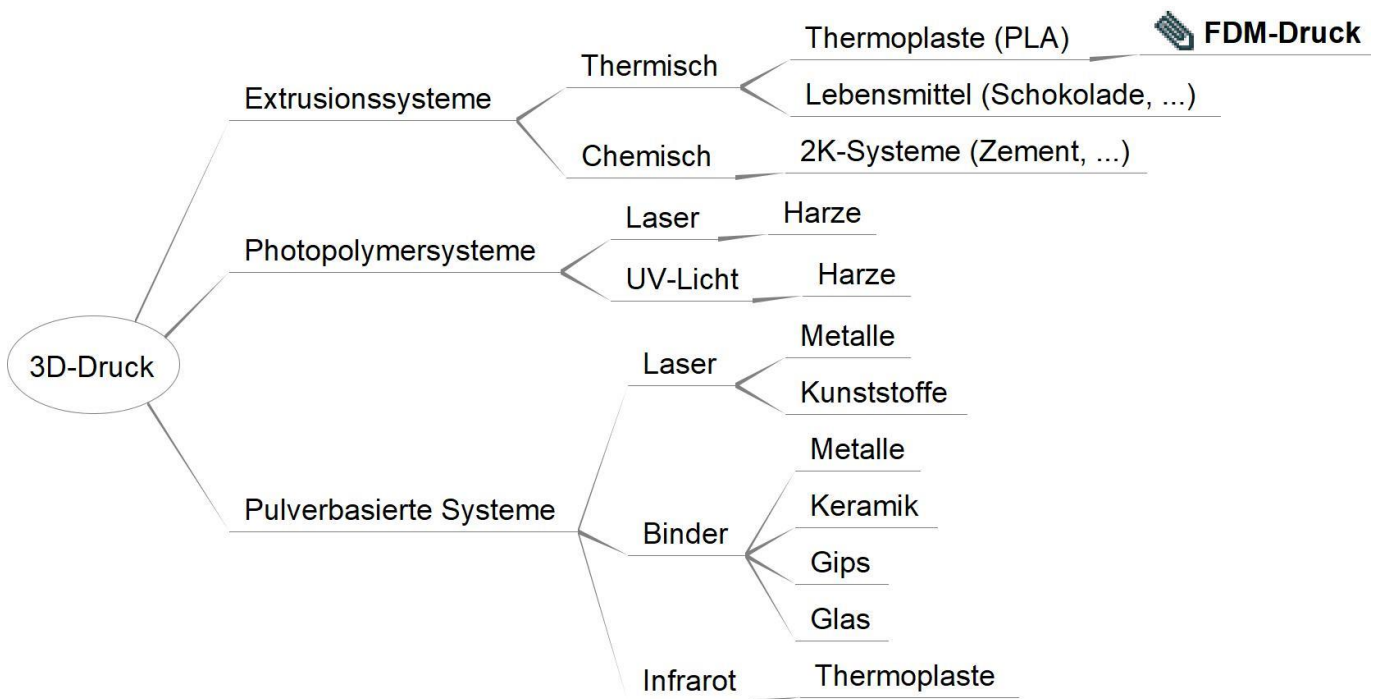 3D-Druck
Extrusionssysteme
Thermisch
Thermoplaste (PLA)
FDM-Druck
Lebensmittel (Schokolade, ...)
Chemisch
2K-Systeme (Zement, ...)
Photopolymersysteme
Laser
Harze
UV-Licht
Harze
Pulverbasierte Systeme
Laser
Metalle
Kunststoffe
Binder
Metalle
Keramik
Gips
Glas
Infrarot
Thermoplaste